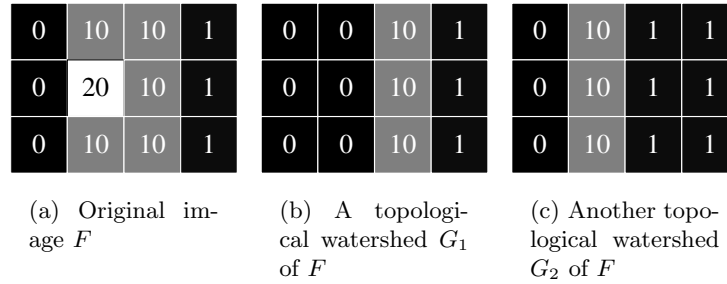 0 10 10 1 0 0 10 1 0 10 1 1
0 20 10 1 0 0 10 1 0 10 1 1
0 10 10 1 0 0 10 1 0 10 1 1
(a) Original im-
age F
(b) A topologi-
cal watershed G1
of F
(c) Another topo-
logical watershed
G2 of F